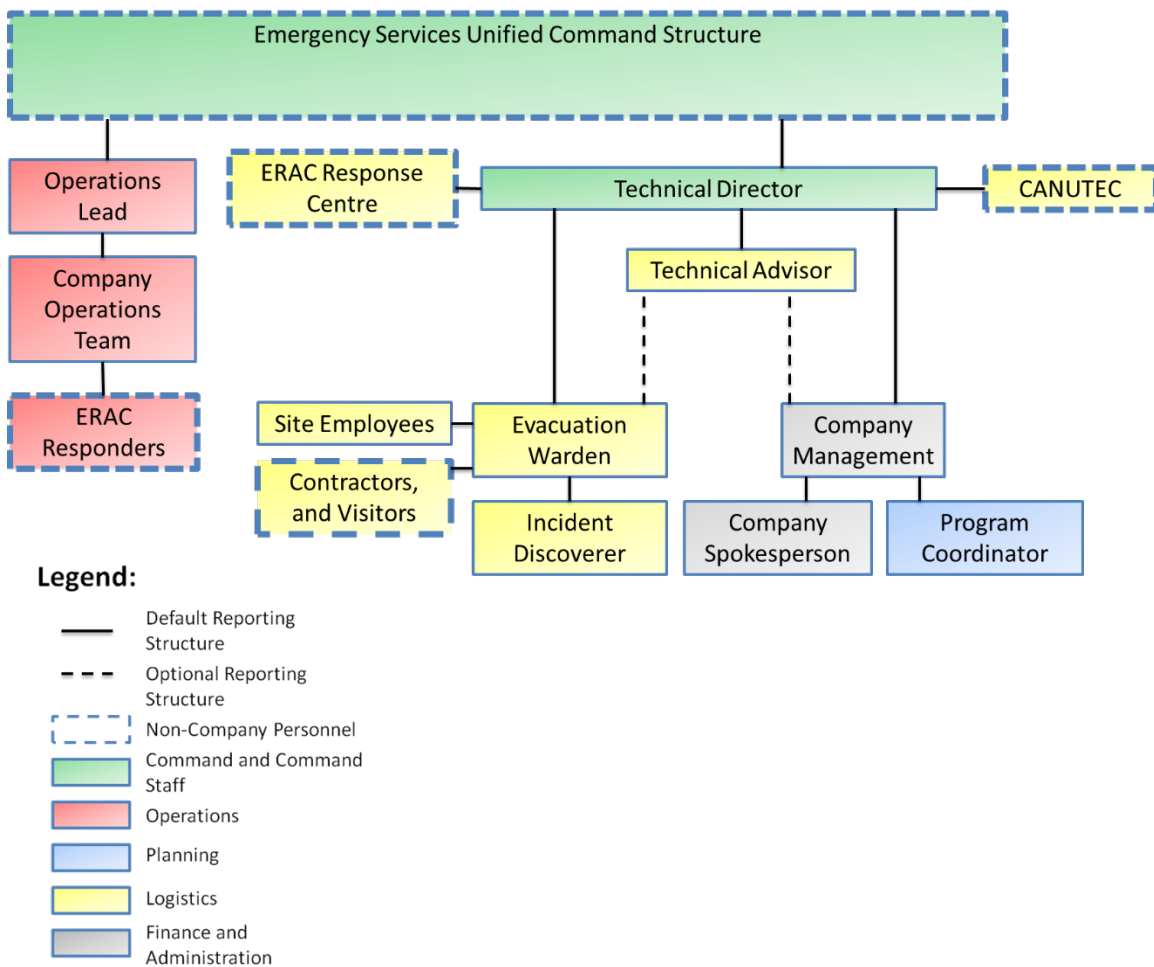 Emergency Services Unified Command Structure
Operations
Lead
ERAC Response
Centre
Technical Director
CANUTEC
Company
Operations
Team
Technical Advisor
ERAC
Responders
Site Employees
Evacuation
Warden
Company
Management
Contractors,
and Visitors
Incident
Discoverer
Company
Spokesperson
Program
Coordinator
Legend:
Default Reporting
Structure
Optional Reporting
Structure
Non-Company Personnel
Command and Command
Staff
Operations
Planning
Logistics
Finance and
Administration